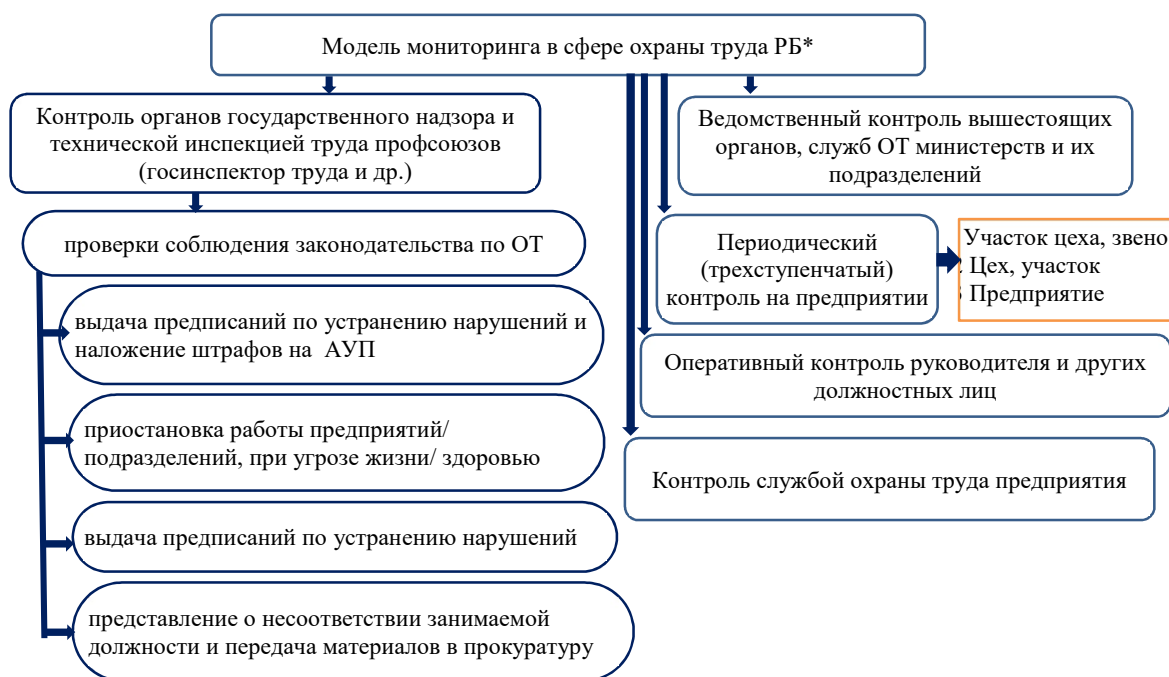 Модель мониторинга в сфере охраны труда РБ*
Контроль органов государственного надзора и
технической инспекцией труда профсоюзов
(госинспектор труда и др.)
проверки соблюдения законодательства по ОТ
выдача предписаний по устранению нарушений и
наложение штрафов на АУП
приостановка работы предприятий/
подразделений, при угрозе жизни/ здоровью
выдача предписаний по устранению нарушений
представление о несоответствии занимаемой
должности и передача материалов в прокуратуру
Ведомственный контроль вышестоящих
органов, служб ОТ министерств и их
подразделений
Периодический
(трехступенчатый)
контроль на предприятии
Участок цеха, звено
Цех, участок
Предприятие
Оперативный контроль руководителя и других
должностных лиц
Контроль службой охраны труда предприятия